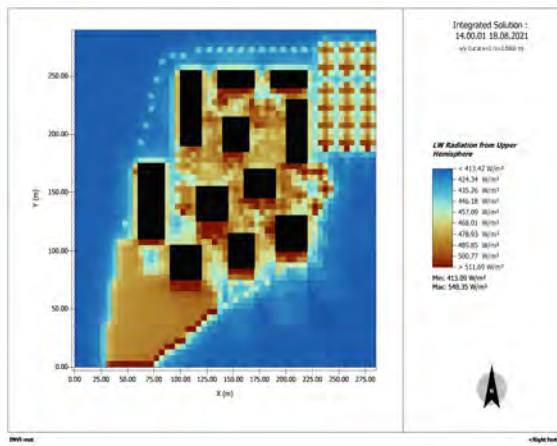 Integrated Solution :
14.00.01 18.08.2021
LW Radiation from Upper
Hemisphere
< 413.42 W/m²
424.34 W/m²
435.26 W/m²
446.18 W/m²
457.09 W/m²
468.01 W/m²
478.93 W/m²
489.85 W/m²
500.77 W/m²
> 511.69 W/m²
Min: 413.09 W/m²
Max: 548.35 W/m²
250.00
200.00
150.00
100.00
50.00
0.00
Y (m)
0.00 25.00 50.00 75.00 100.00 125.00 150.00 175.00 200.00 225.00 250.00 275.00
X (m)
N
ENVI-met